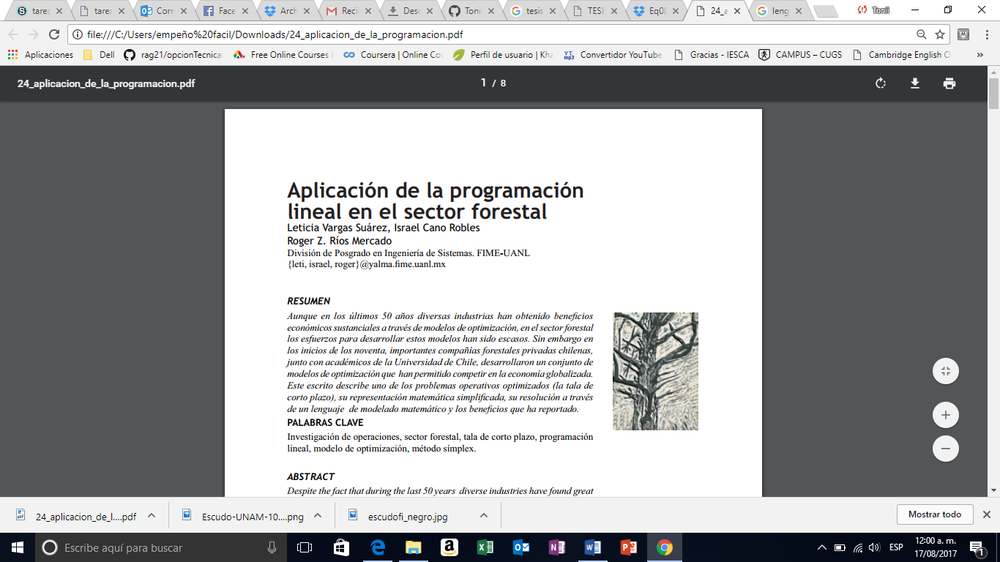 tarea
tarea
Corr
Face
Arch
Reci
Desc
Toni
tesis
TESI
Eq08
24_a
leng
Tonii
file:///C:/Users/empeño%20facil/Downloads/24_aplicacion_de_la_programacion.pdf
Aplicaciones
Dell
rag21/opcionTecnica
Free Online Courses &
Coursera | Online Co
Perfil de usuario | Kha
Convertidor YouTube
Gracias - IESCA
CAMPUS – CUGS
Cambridge English O
»
24_aplicacion_de_la_programacion.pdf
1 / 8
Aplicación de la programación
lineal en el sector forestal
Leticia Vargas Suárez, Israel Cano Robles
Roger Z. Ríos Mercado
División de Posgrado en Ingeniería de Sistemas. FIME-UANL
{leti, israel, roger}@yalma.fime.uanl.mx
RESUMEN
Aunque en los últimos 50 años diversas industrias han obtenido beneficios
económicos sustanciales a través de modelos de optimización, en el sector forestal
los esfuerzos para desarrollar estos modelos han sido escasos. Sin embargo en
los inicios de los noventa, importantes compañías forestales privadas chilenas,
junto con académicos de la Universidad de Chile, desarrollaron un conjunto de
modelos de optimización que han permitido competir en la economía globalizada.
Este escrito describe uno de los problemas operativos optimizados (la tala de
corto plazo), su representación matemática simplificada, su resolución a través
de un lenguaje de modelado matemático y los beneficios que ha reportado.
PALABRAS CLAVE
Investigación de operaciones, sector forestal, tala de corto plazo, programación
lineal, modelo de optimización, método símplex.
ABSTRACT
Despite the fact that during the last 50 years diverse industries have found great
24_aplicacion_de_l....pdf
Escudo-UNAM-10....png
escudofi_negro.jpg
Mostrar todo
Escribe aquí para buscar
ESP
12:00 a. m.
17/08/2017
1